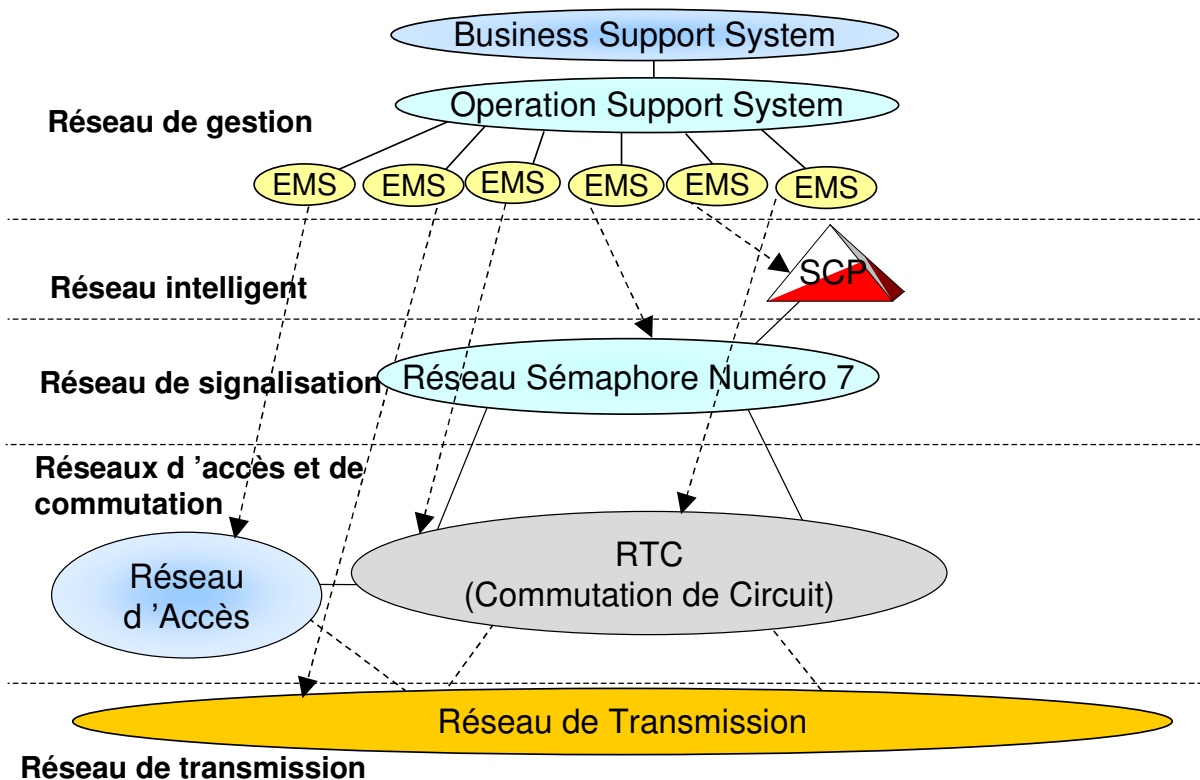 Business Support System
Operation Support System
Réseau de gestion
EMS EMS EMS EMS EMS EMS
SCP
Réseau intelligent
Réseau de signalisation
Réseau Sémaphore Numéro 7
Réseaux d ’accès et de
commutation
RTC
(Commutation de Circuit)
Réseau
d ’Accès
Réseau de Transmission
Réseau de transmission